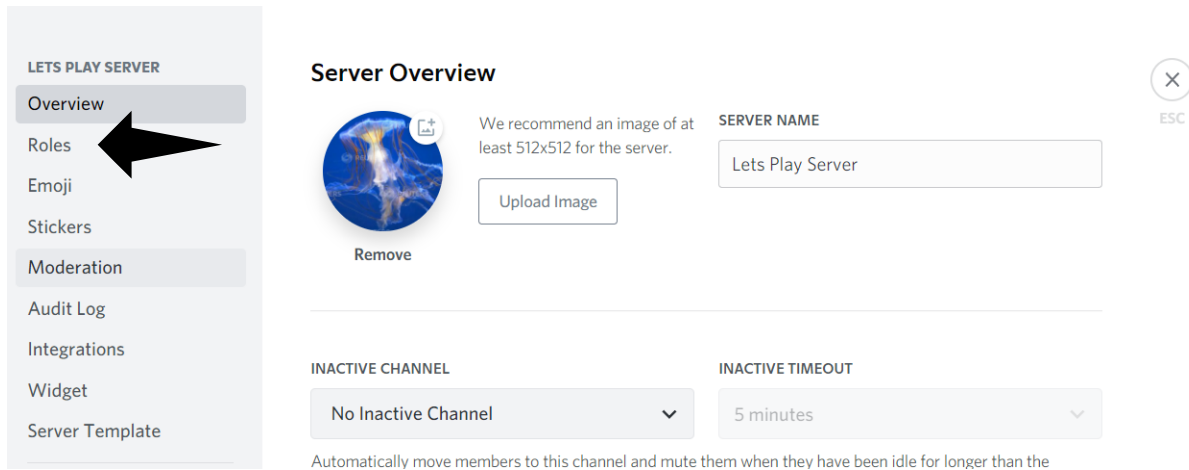 LETS PLAY SERVER
Overview
Roles
Emoji
Stickers
Moderation
Audit Log
Integrations
Widget
Server Template
Server Overview
We recommend an image of at
least 512x512 for the server.
Upload Image
Remove
SERVER NAME
Lets Play Server
ESC
INACTIVE CHANNEL
No Inactive Channel
INACTIVE TIMEOUT
5 minutes
Automatically move members to this channel and mute them when they have been idle for longer than the